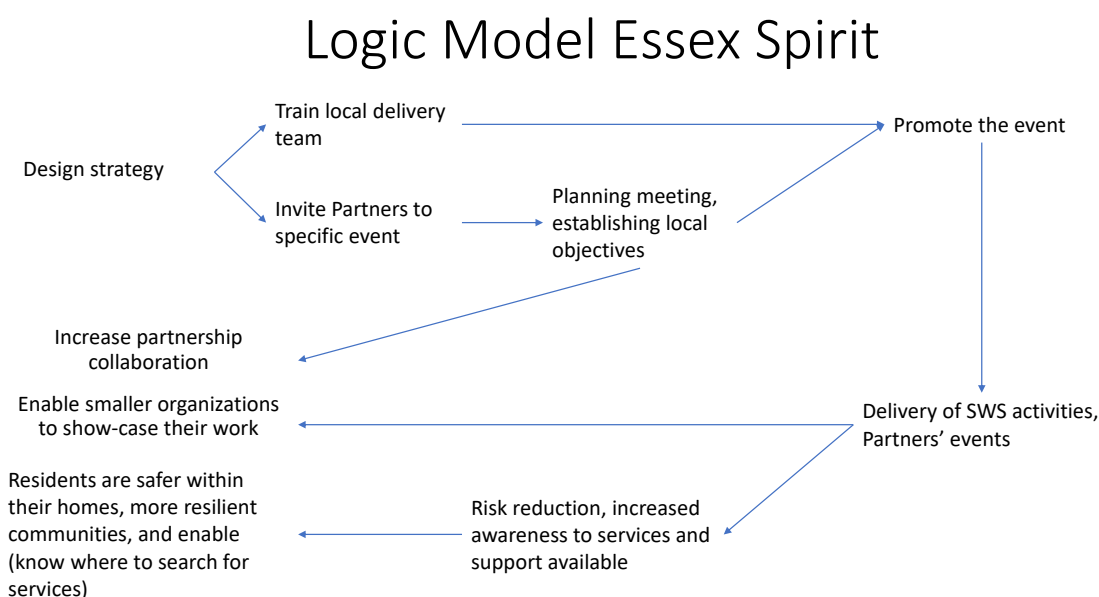 Logic Model Essex Spirit
Train local delivery
team
Promote the event
Design strategy
Invite Partners to
specific event
Planning meeting,
establishing local
objectives
Increase partnership
collaboration
Enable smaller organizations
to show-case their work
Delivery of SWS activities,
Partners’ events
Residents are safer within
their homes, more resilient
communities, and enable
(know where to search for
services)
Risk reduction, increased
awareness to services and
support available